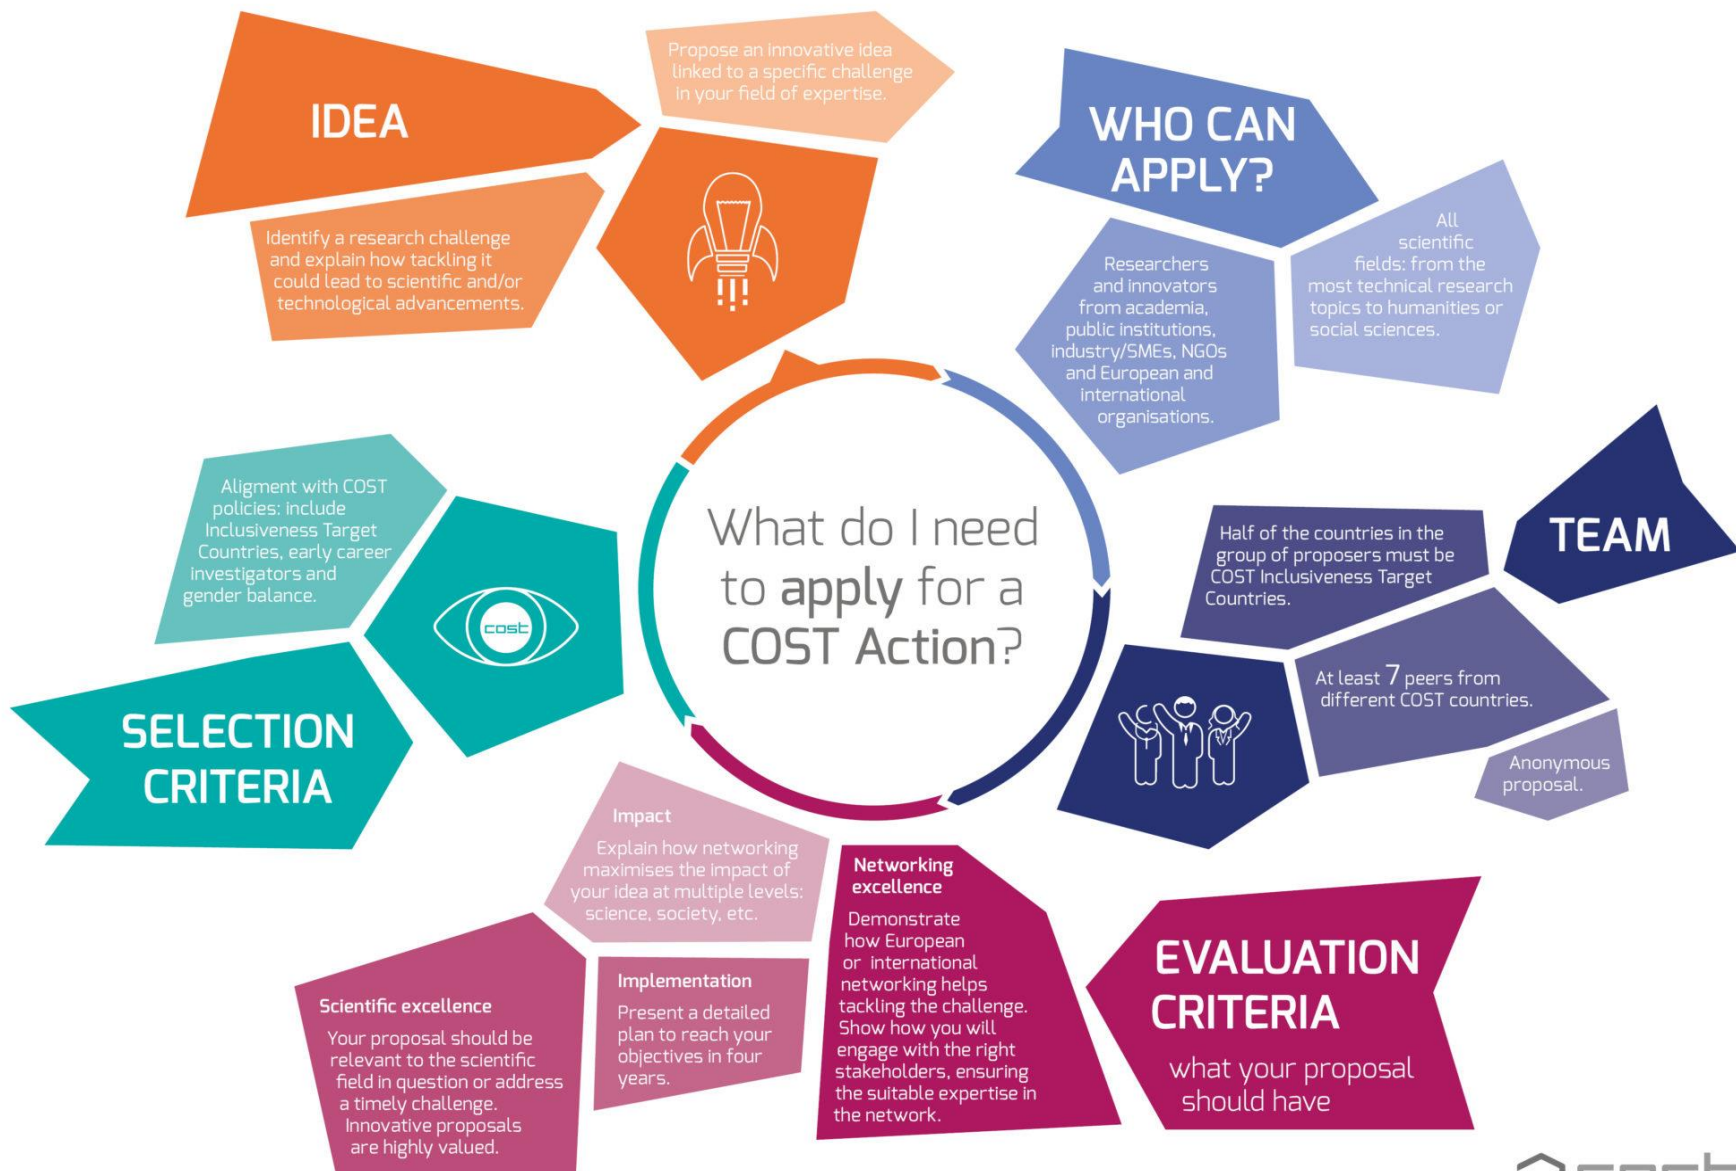 IDEA
Propose an innovative idea
linked to a specific challenge
in your field of expertise.
Identify a research challenge
and explain how tackling it
could lead to scientific and/or
technological advancements.
WHO CAN
APPLY?
Researchers
and innovators
from academia,
public institutions,
industry/SMEs, NGOs
and European and
international
organisations.
All
scientific
fields: from the
most technical research
topics to humanities or
social sciences.
What do I need
to apply for a
COST Action?
TEAM
Half of the countries in the
group of proposers must be
COST Inclusiveness Target
Countries.
At least 7 peers from
different COST countries.
Anonymous
proposal.
EVALUATION
CRITERIA
what your proposal
should have
Networking
excellence
Demonstrate
how European
or international
networking helps
tackling the challenge.
Show how you will
engage with the right
stakeholders, ensuring
the suitable expertise in
the network.
Impact
Explain how networking
maximises the impact of
your idea at multiple levels:
science, society, etc.
Implementation
Present a detailed
plan to reach your
objectives in four
years.
Scientific excellence
Your proposal should be
relevant to the scientific
field in question or address
a timely challenge.
Innovative proposals
are highly valued.
SELECTION
CRITERIA
Aligment with COST
policies: include
Inclusiveness Target
Countries, early career
investigators and
gender balance.
cost